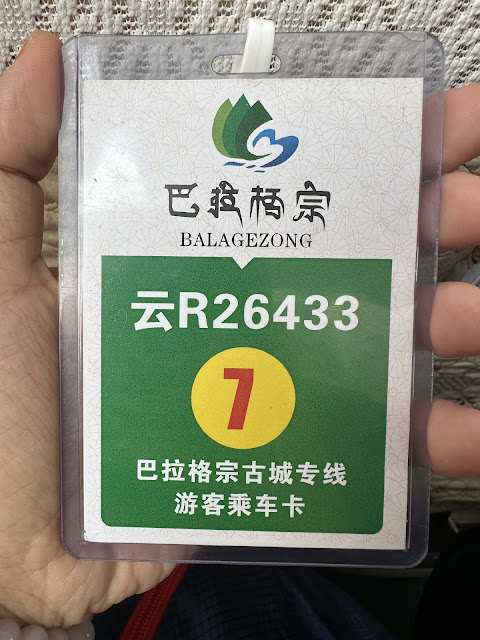 巴拉格宗
BALAGEZONG
云R26433
7
巴拉格宗古城专线
游客乘车卡